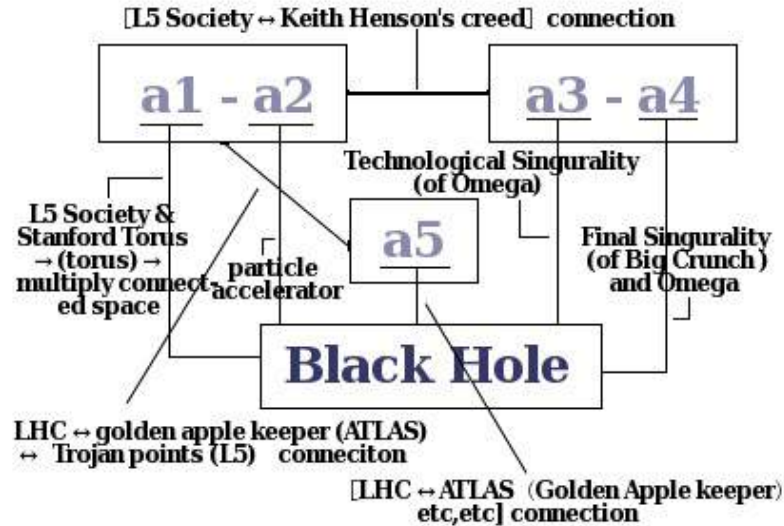 [L5 Society ↔ Keith Henson's creed] connection
a1 - a2
a3 - a4
Technological Singurality
(of Omega)
L5 Society &
Stanford Torus
→ (torus) →
multiply connect-
ed space
particle
accelerator
a5
Final Singurality
(of Big Crunch)
and Omega
Black Hole
LHC ↔ golden apple keeper (ATLAS)
↔ Trojan points (L5) conneciton
[LHC ↔ ATLAS (Golden Apple keeper)
etc,etc] connection